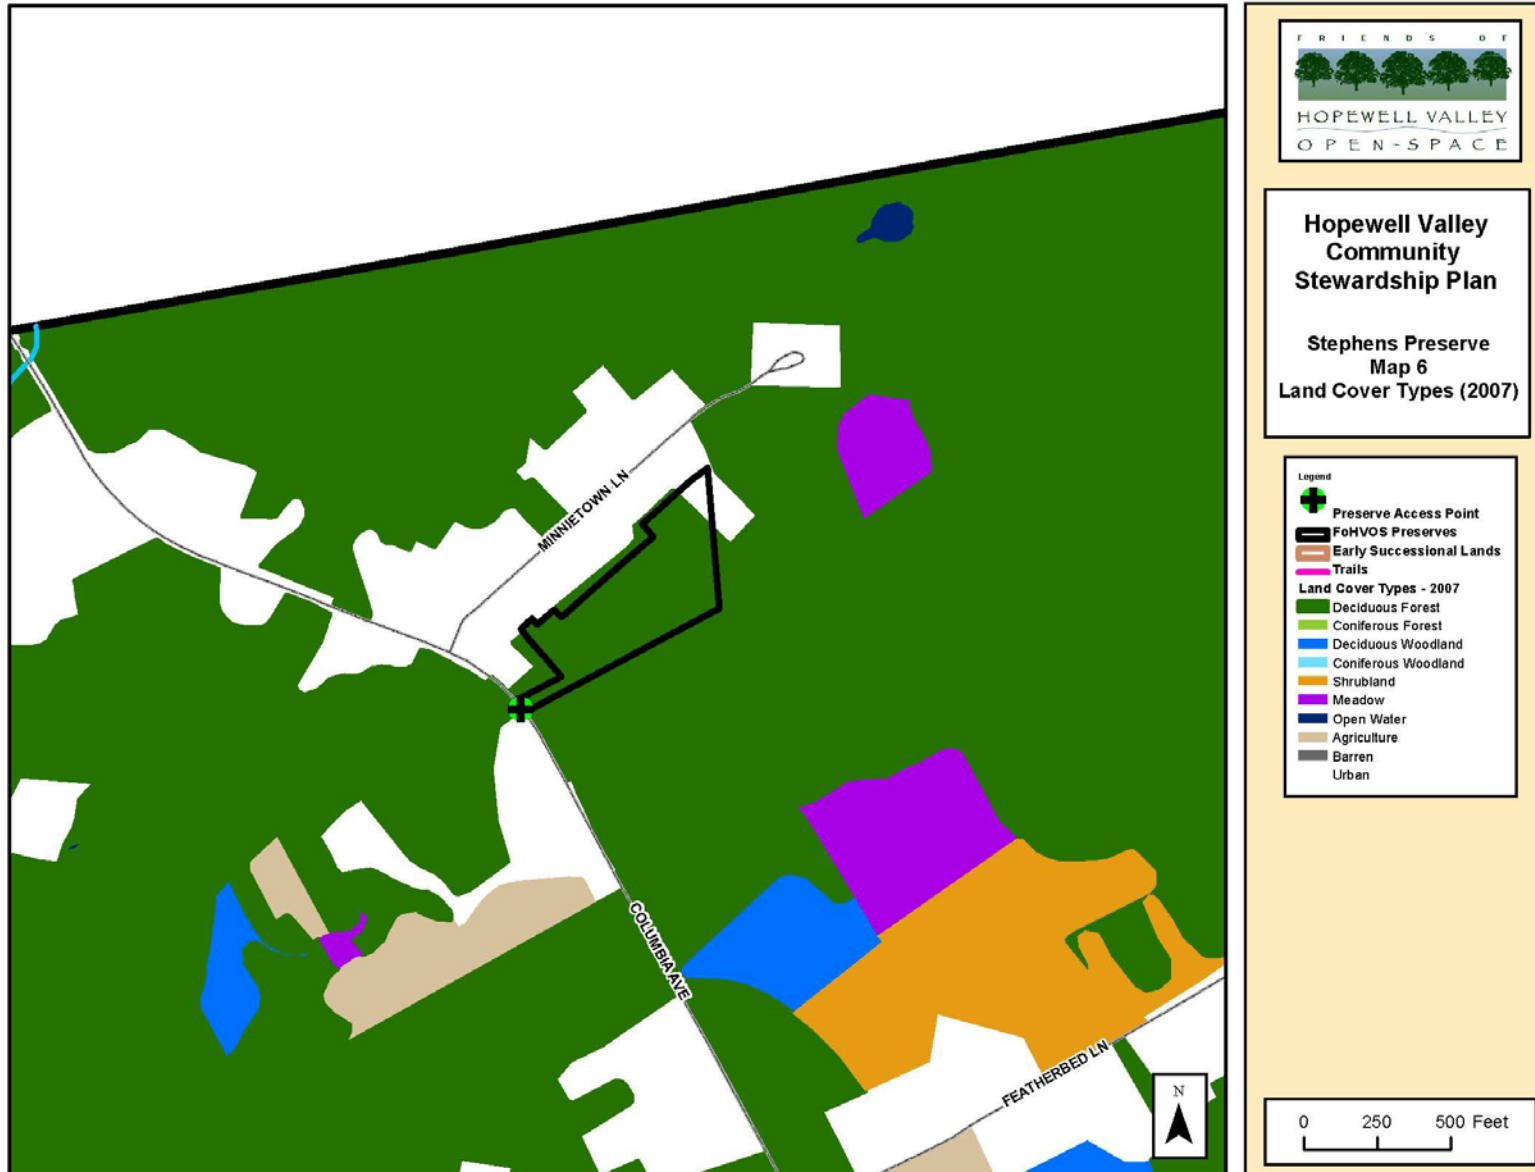 FRIENDS OF
HOPEWELL VALLEY
OPEN-SPACE
Hopewell Valley
Community
Stewardship Plan
Stephens Preserve
Map 6
Land Cover Types (2007)
Legend
Preserve Access Point
FoHVOS Preserves
Early Successional Lands
Trails
Land Cover Types - 2007
Deciduous Forest
Coniferous Forest
Deciduous Woodland
Coniferous Woodland
Shrubland
Meadow
Open Water
Agriculture
Barren
Urban
MINNIETOWN LN
COLUMBIA AVE
FEATHERBED LN
N
0 250 500 Feet